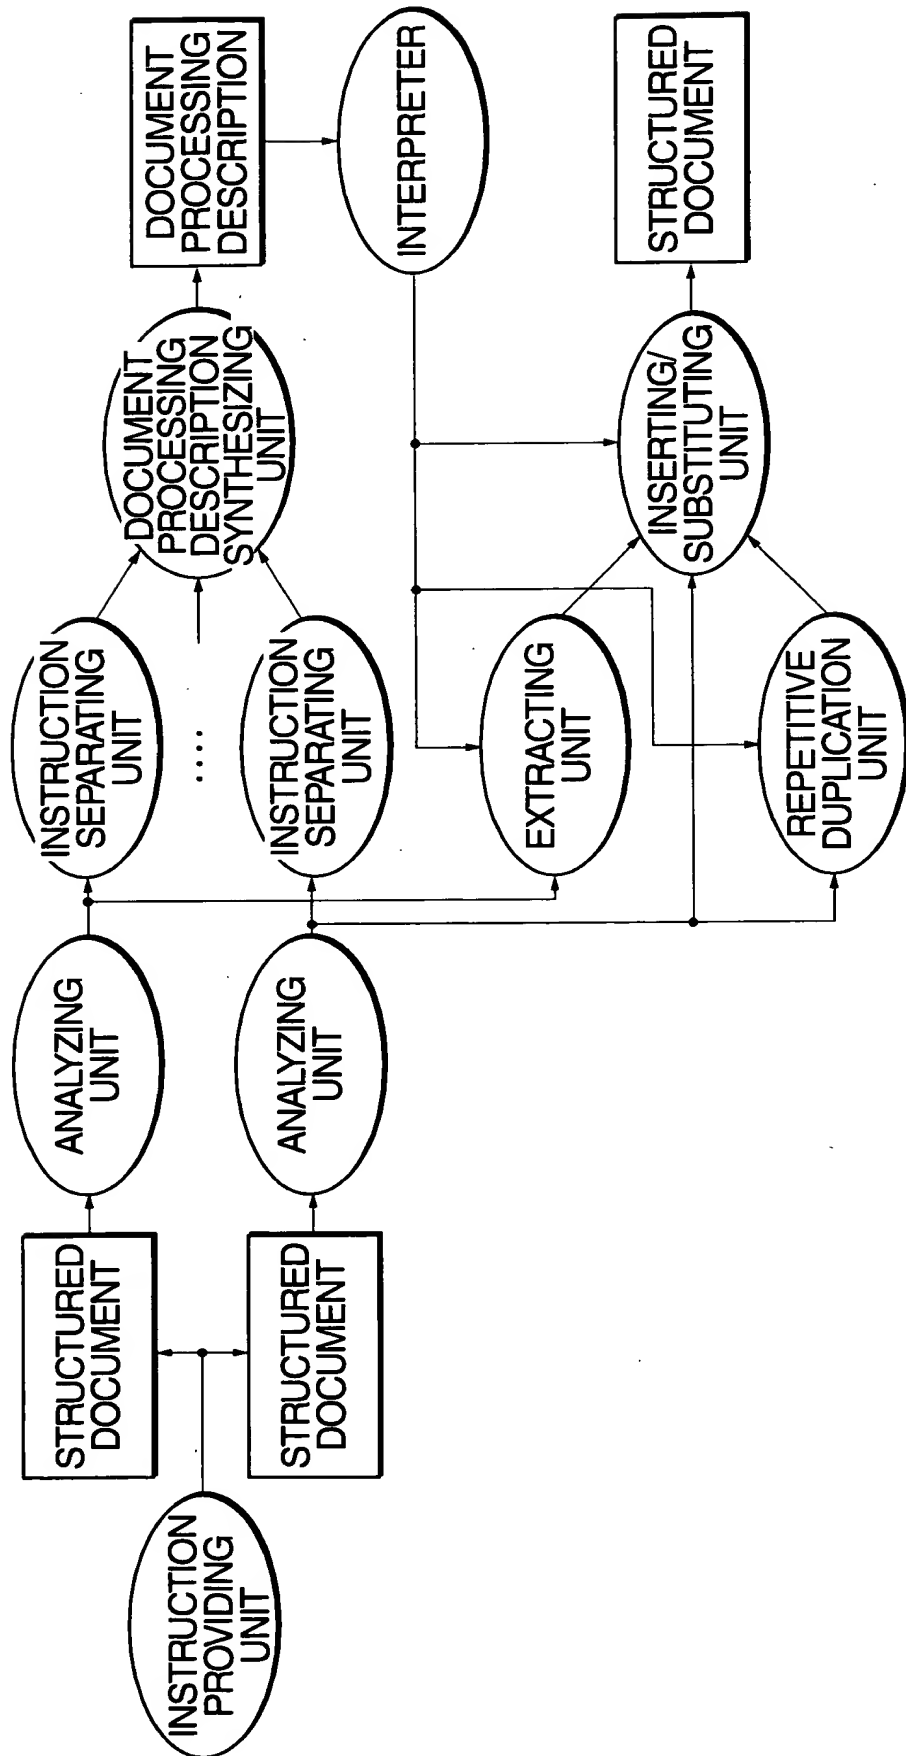 INSTRUCTION
PROVIDING
UNIT
STRUCTURED
DOCUMENT
STRUCTURED
DOCUMENT
ANALYZING
UNIT
ANALYZING
UNIT
INSTRUCTION
SEPARATING
UNIT
....
INSTRUCTION
SEPARATING
UNIT
EXTRACTING
UNIT
REPETITIVE
DUPLICATION
UNIT
DOCUMENT
PROCESSING
DESCRIPTION
SYNTHESIZING
UNIT
INSERTING/
SUBSTITUTING
UNIT
DOCUMENT
PROCESSING
DESCRIPTION
INTERPRETER
STRUCTURED
DOCUMENT